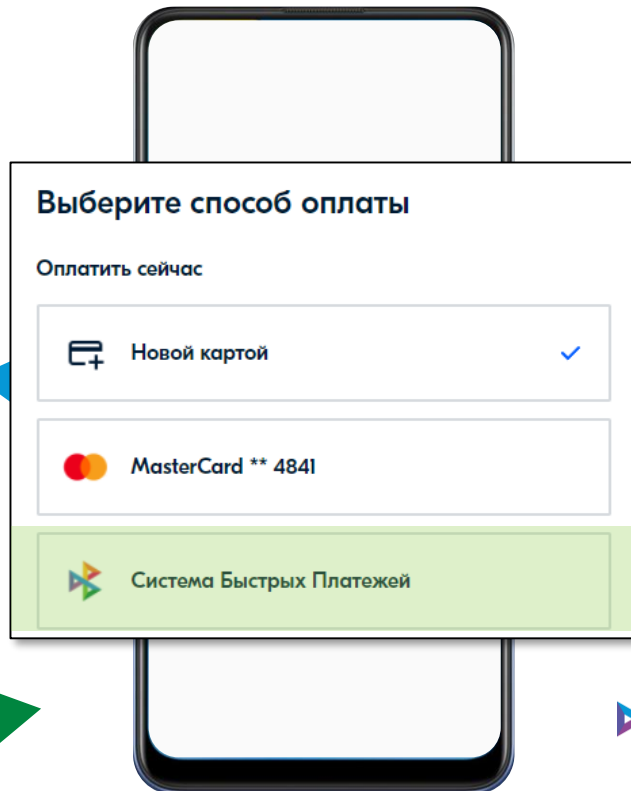 Выберите способ оплаты
Оплатить сейчас
Новой картой
MasterCard ** 4841
Система Быстрых Платежей